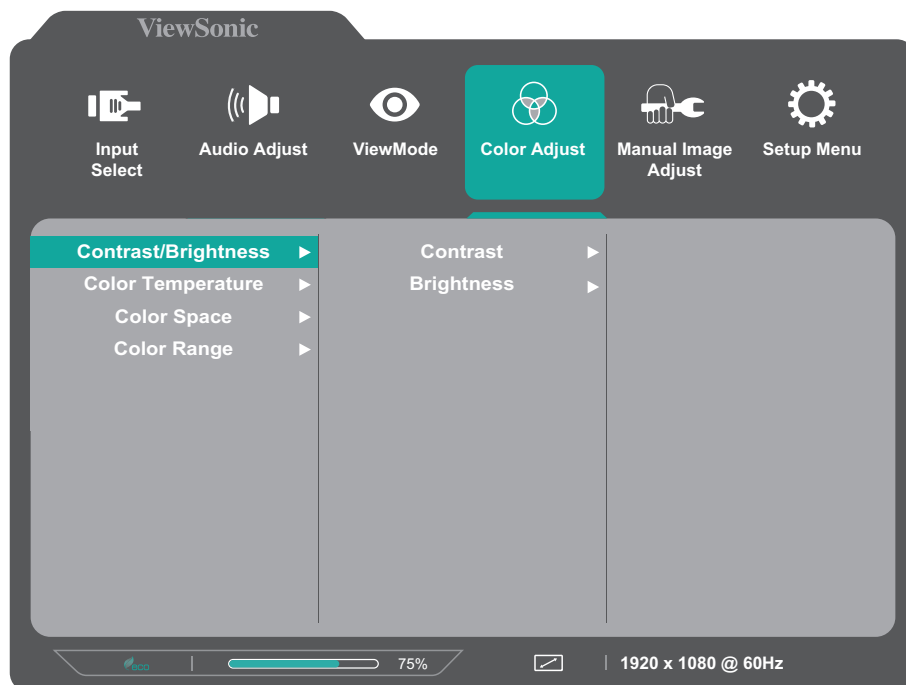 ViewSonic
Input Select
Audio Adjust
ViewMode
Color Adjust
Manual Image Adjust
Setup Menu
Contrast/Brightness
Color Temperature
Color Space
Color Range
Contrast
Brightness
eco
75%
1920 x 1080 @ 60Hz